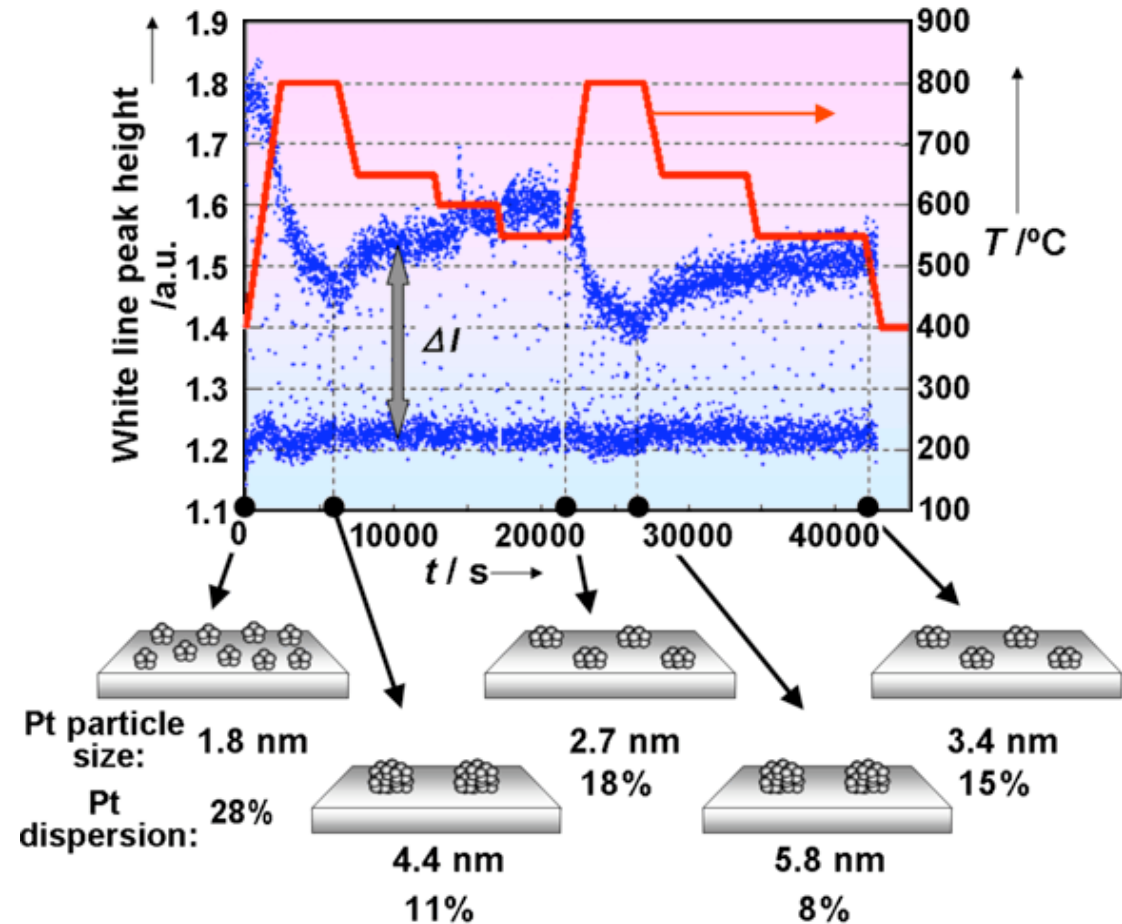 White line peak height
/a.u.
1.9
1.8
1.7
1.6
1.5
1.4
1.3
1.2
1.1
900
800
700
600
500
400
300
200
100
T /ºC
ΔI
0 10000 20000 30000 40000
t / s
Pt particle
size:
1.8 nm
2.7 nm
3.4 nm
Pt
dispersion:
28%
18%
15%
4.4 nm
5.8 nm
11%
8%